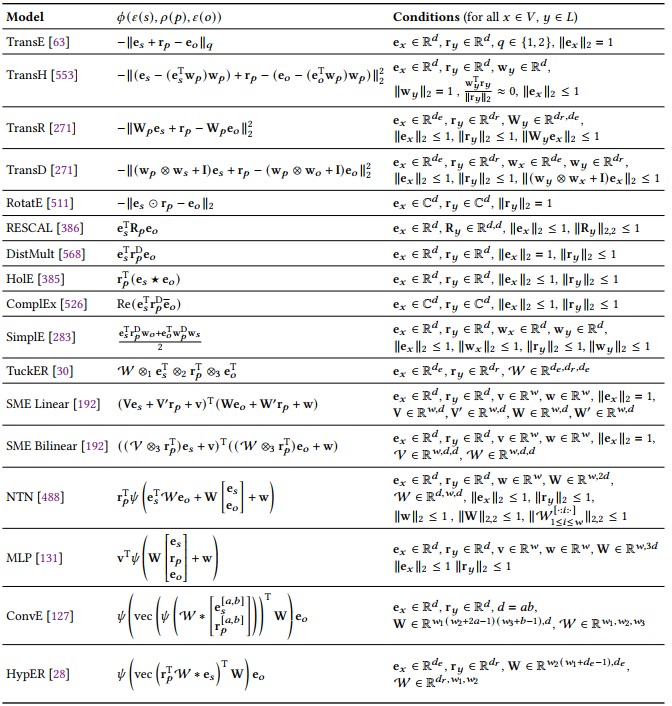 Model ϕ(ε(s), ρ(p), ε(o)) Conditions (for all x ∈ V, y ∈ L)
TransE [63] −‖e_s + r_p − e_o‖_q e_x ∈ ℝ^d, r_y ∈ ℝ^d, q ∈ {1, 2}, ‖e_x‖_2 = 1
TransH [553] −‖(e_s − (e_s^T w_p)w_p) + r_p − (e_o − (e_o^T w_p)w_p)‖_2^2 e_x ∈ ℝ^d, r_y ∈ ℝ^d, w_y ∈ ℝ^d,
‖w_y‖_2 = 1, \frac{w_y^T r_y}{‖r_y‖_2} ≈ 0, ‖e_x‖_2 ≤ 1
TransR [271] −‖W_p e_s + r_p − W_p e_o‖_2^2 e_x ∈ ℝ^{d_e}, r_y ∈ ℝ^{d_r}, W_y ∈ ℝ^{d_r,d_e},
‖e_x‖_2 ≤ 1, ‖r_y‖_2 ≤ 1, ‖W_y e_x‖_2 ≤ 1
TransD [271] −‖(w_p ⊗ w_s + I)e_s + r_p − (w_p ⊗ w_o + I)e_o‖_2^2 e_x ∈ ℝ^{d_e}, r_y ∈ ℝ^{d_r}, w_x ∈ ℝ^{d_e}, w_y ∈ ℝ^{d_r},
‖e_x‖_2 ≤ 1, ‖r_y‖_2 ≤ 1, ‖(w_y ⊗ w_x + I)e_x‖_2 ≤ 1
RotatE [511] −‖e_s ⊙ r_p − e_o‖_2 e_x ∈ ℂ^d, r_y ∈ ℂ^d, ‖r_y‖_2 = 1
RESCAL [386] e_s^T R_p e_o e_x ∈ ℝ^d, R_y ∈ ℝ^{d,d}, ‖e_x‖_2 ≤ 1, ‖R_y‖_{2,2} ≤ 1
DistMult [568] e_s^T r_p^D e_o e_x ∈ ℝ^d, r_y ∈ ℝ^d, ‖e_x‖_2 = 1, ‖r_y‖_2 ≤ 1
HolE [385] r_p^T (e_s ★ e_o) e_x ∈ ℝ^d, r_y ∈ ℝ^d, ‖e_x‖_2 ≤ 1, ‖r_y‖_2 ≤ 1
ComplEx [526] Re(e_s^T r_p^D \overline{e}_o) e_x ∈ ℂ^d, r_y ∈ ℂ^d, ‖e_x‖_2 ≤ 1, ‖r_y‖_2 ≤ 1
SimplE [283] \frac{e_s^T r_p^D w_o + e_o^T w_p^D w_s}{2} e_x ∈ ℝ^d, r_y ∈ ℝ^d, w_x ∈ ℝ^d, w_y ∈ ℝ^d,
‖e_x‖_2 ≤ 1, ‖w_x‖_2 ≤ 1, ‖r_y‖_2 ≤ 1, ‖w_y‖_2 ≤ 1
TuckER [30] 𝒲 ⊗_1 e_s^T ⊗_2 r_p^T ⊗_3 e_o^T e_x ∈ ℝ^{d_e}, r_y ∈ ℝ^{d_r}, 𝒲 ∈ ℝ^{d_e,d_r,d_e}
SME Linear [192] (Ve_s + V′r_p + v)^T (We_o + W′r_p + w) e_x ∈ ℝ^d, r_y ∈ ℝ^d, v ∈ ℝ^w, w ∈ ℝ^w, ‖e_x‖_2 = 1,
V ∈ ℝ^{w,d}, V′ ∈ ℝ^{w,d}, W ∈ ℝ^{w,d}, W′ ∈ ℝ^{w,d}
SME Bilinear [192] ((𝒱 ⊗_3 r_p^T)e_s + v)^T ((𝒲 ⊗_3 r_p^T)e_o + w) e_x ∈ ℝ^d, r_y ∈ ℝ^d, v ∈ ℝ^w, w ∈ ℝ^w, ‖e_x‖_2 = 1,
𝒱 ∈ ℝ^{w,d,d}, 𝒲 ∈ ℝ^{w,d,d}
NTN [488] r_p^T ψ (e_s^T 𝒲 e_o + W [e_s e_o] + w) e_x ∈ ℝ^d, r_y ∈ ℝ^d, w ∈ ℝ^w, W ∈ ℝ^{w,2d},
𝒲 ∈ ℝ^{d,w,d}, ‖e_x‖_2 ≤ 1, ‖r_y‖_2 ≤ 1,
‖w‖_2 ≤ 1, ‖W‖_{2,2} ≤ 1, ‖𝒲_{1≤i≤w}^{[:i:]}‖_{2,2} ≤ 1
MLP [131] v^T ψ (W [e_s r_p e_o] + w) e_x ∈ ℝ^d, r_y ∈ ℝ^d, v ∈ ℝ^w, w ∈ ℝ^w, W ∈ ℝ^{w,3d}
‖e_x‖_2 ≤ 1 ‖r_y‖_2 ≤ 1
ConvE [127] ψ (vec (ψ (𝒲 ∗ [e_s^{[a,b]} r_p^{[a,b]}]))^T W) e_o e_x ∈ ℝ^d, r_y ∈ ℝ^d, d = ab,
W ∈ ℝ^{w_1(w_2+2a−1)(w_3+b−1),d}, 𝒲 ∈ ℝ^{w_1,w_2,w_3}
HypER [28] ψ (vec (r_p^T 𝒲 ∗ e_s)^T W) e_o e_x ∈ ℝ^{d_e}, r_y ∈ ℝ^{d_r}, W ∈ ℝ^{w_2(w_1+d_e−1),d_e},
𝒲 ∈ ℝ^{d_r,w_1,w_2}